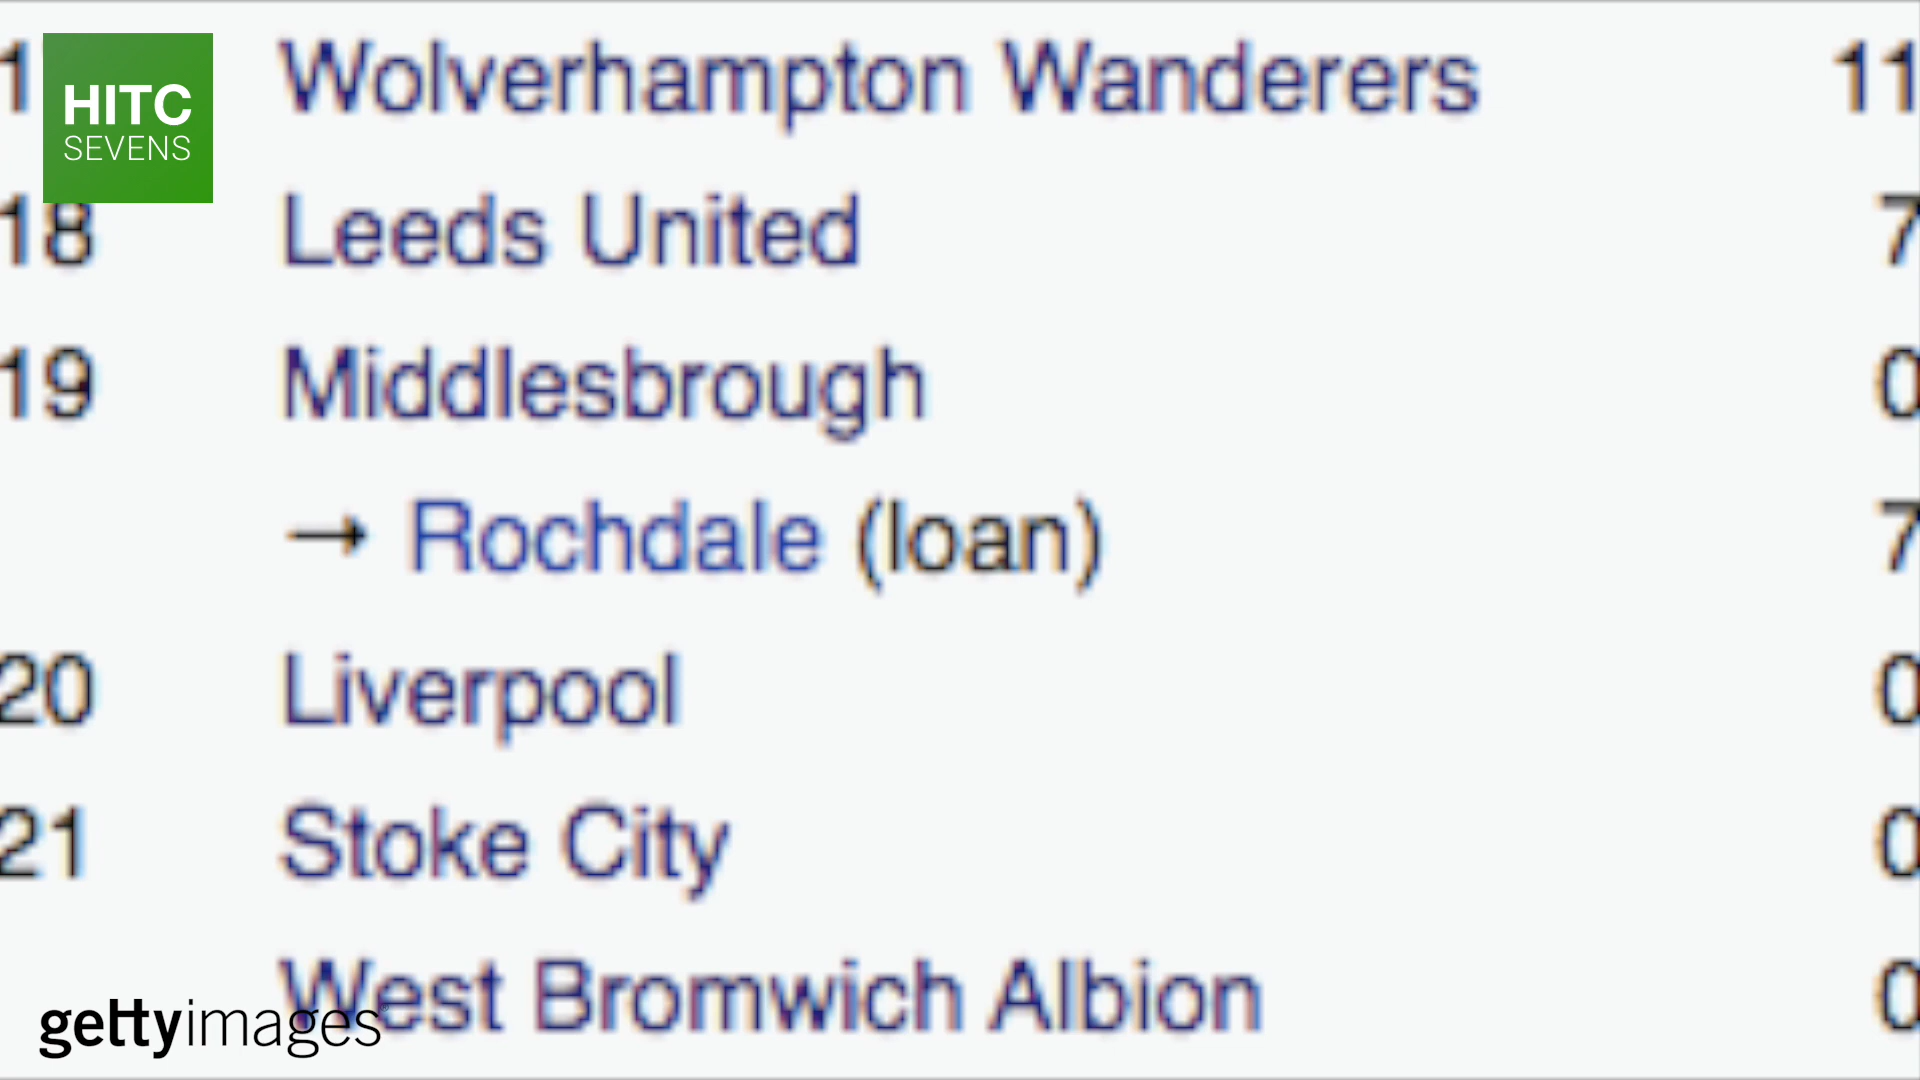 1 Wolverhampton Wanderers 11
HITC
SEVENS
18 Leeds United 7
19 Middlesbrough 0
→ Rochdale (loan) 7
20 Liverpool 0
21 Stoke City 0
West Bromwich Albion 0
gettyimages